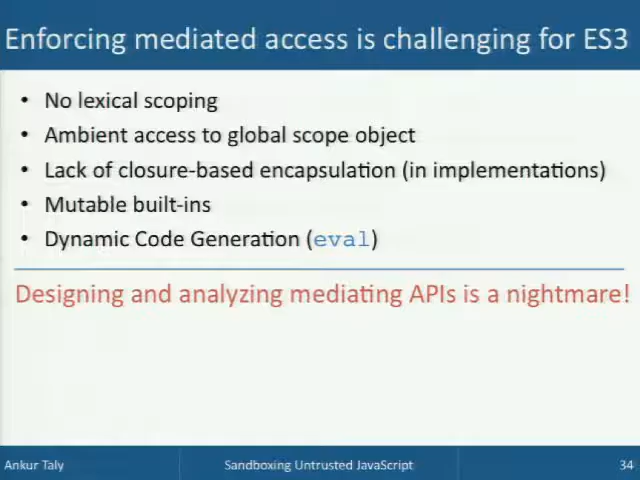 Enforcing mediated access is challenging for ES3
• No lexical scoping
• Ambient access to global scope object
• Lack of closure-based encapsulation (in implementations)
• Mutable built-ins
• Dynamic Code Generation (eval)
Designing and analyzing mediating APIs is a nightmare!
Ankur Taly
Sandboxing Untrusted JavaScript
34